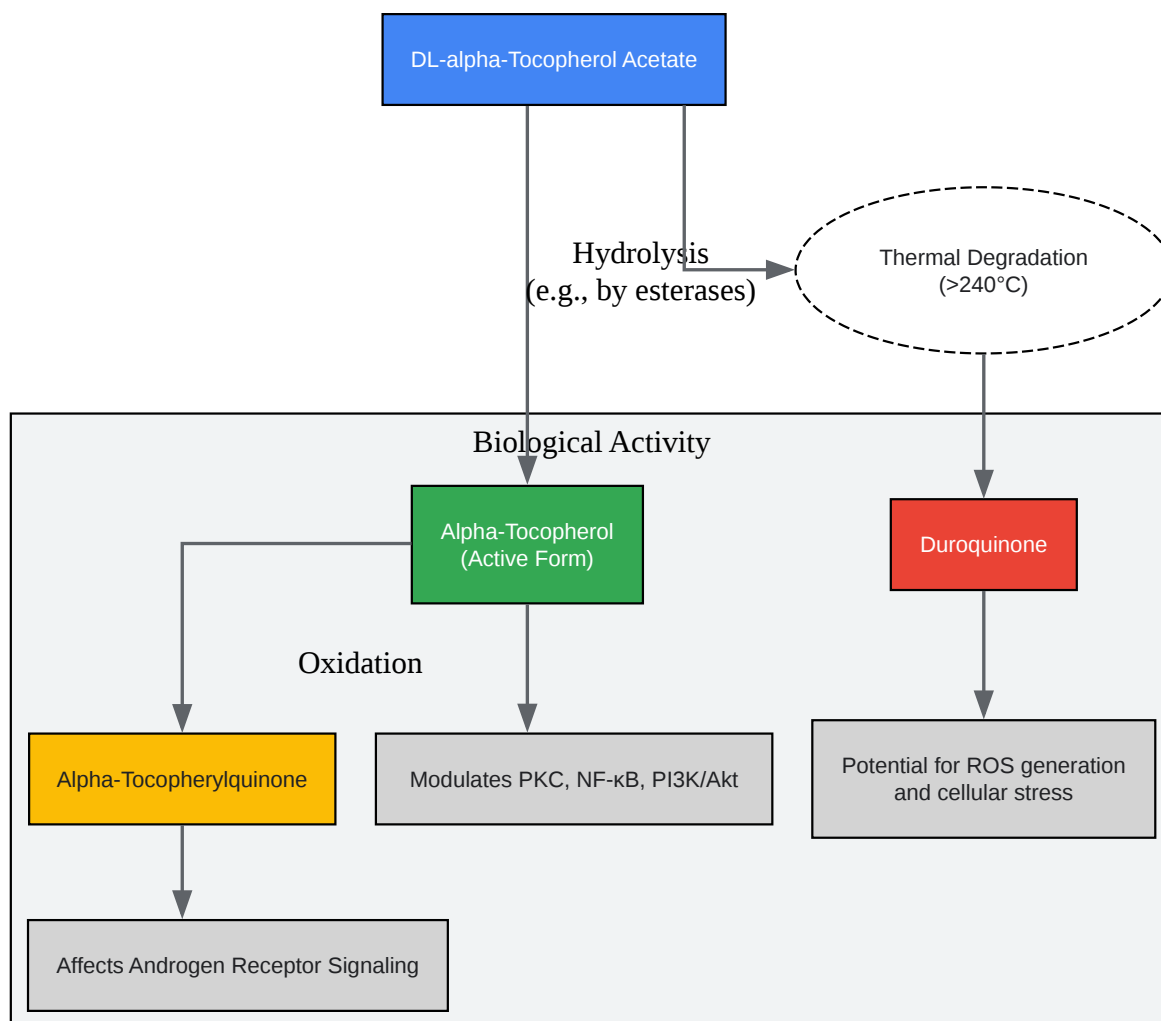 DL-alpha-Tocopherol Acetate
Thermal Degradation
(>240°C)
Hydrolysis
(e.g., by esterases)
Biological Activity
Alpha-Tocopherol
(Active Form)
Duroquinone
Oxidation
Alpha-Tocopherylquinone
Modulates PKC, NF-κB, PI3K/Akt
Potential for ROS generation
and cellular stress
Affects Androgen Receptor Signaling